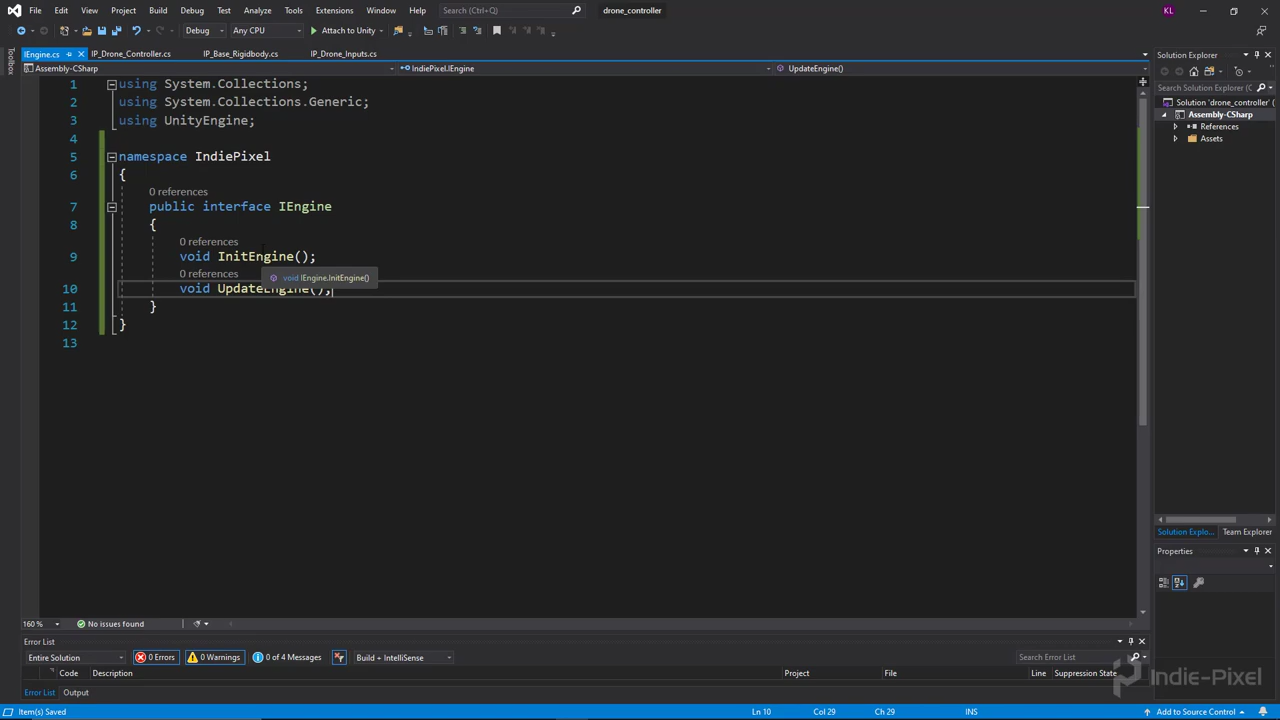 File Edit View Project Build Debug Test Analyze Tools Extensions Window Help Search (Ctrl+Q) drone_controller KL
Debug Any CPU Attach to Unity
Toolbox
IEngine.cs IP_Drone_Controller.cs IP_Base_Rigidbody.cs IP_Drone_Inputs.cs
Assembly-CSharp IndiePixel.IEngine UpdateEngine()
1 using System.Collections;
2 using System.Collections.Generic;
3 using UnityEngine;
4
5 namespace IndiePixel
6 {
0 references
7 public interface IEngine
8 {
0 references
9 void InitEngine();
0 references
void IEngine.InitEngine()
10 void UpdateEngine();
11 }
12 }
13
Solution Explorer
Search Solution Explorer (Ctrl+;)
Solution 'drone_controller' (
Assembly-CSharp
References
Assets
Solution Explo... Team Explorer
Properties
160 % No issues found
Error List
Entire Solution 0 Errors 0 Warnings 0 of 4 Messages Build + IntelliSense Search Error List
Code Description Project File Line Suppression State
Error List Output
Indie-Pixel
Item(s) Saved Ln 10 Col 29 Ch 29 INS Add to Source Control